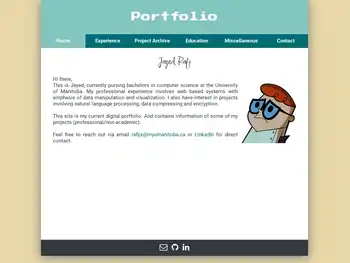 Portfolio
Home Experience Project Archive Education Miscellaneous Contact
Jayed Rafi
Hi there,
This is Jayed, currently pursing bachelors in computer science at the University
of Manitoba. My professional experience involves web based systems with
emphasis of data manipulation and visualization. I also have interest in projects
involving natural language processing, data compressing and encryption.
This site is my current digital portfolio. And contains information of some of my
projects (professional/non-academic).
Feel free to reach out via email rafijs@myumanitoba.ca or LinkedIn for direct
contact.